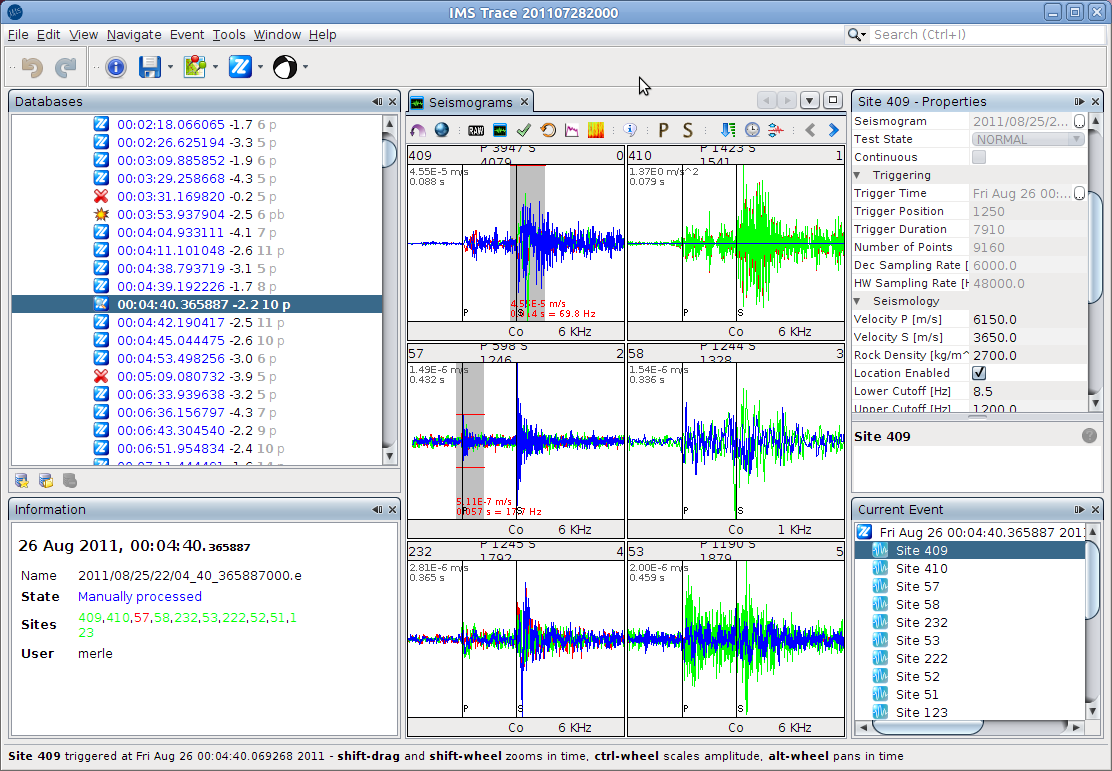 IMS Trace 201107282000
File Edit View Navigate Event Tools Window Help
Search (Ctrl+I)
Databases
00:02:18.066065 -1.7 6 p
00:02:26.625194 -3.3 5 p
00:03:09.885852 -1.9 6 p
00:03:29.258668 -4.3 5 p
00:03:31.169820 -0.2 5 p
00:03:53.937904 -2.5 6 pb
00:04:04.933111 -4.1 7 p
00:04:11.101048 -2.6 11 p
00:04:38.793719 -3.1 5 p
00:04:39.192226 -1.7 8 p
00:04:40.365887 -2.2 10 p
00:04:42.190417 -2.5 11 p
00:04:45.044475 -2.6 10 p
00:04:53.498256 -3.0 6 p
00:05:09.080732 -3.9 5 p
00:06:33.939638 -3.2 5 p
00:06:36.156797 -4.3 7 p
00:06:43.304540 -2.2 9 p
00:06:51.954834 -2.4 10 p
Information
26 Aug 2011, 00:04:40.365887
Name 2011/08/25/22/04_40_365887000.e
State Manually processed
Sites 409,410,57,58,232,53,222,52,51,1
23
User merle
Seismograms
RAW P S
409 P 3947 S 4079 0
4.55E-5 m/s
0.088 s
P S
Co 6 KHz
410 P 1423 S 1541 1
1.37E0 m/s^2
0.079 s
P S
Co 6 KHz
57 P 598 S 1246 2
1.49E-6 m/s
0.432 s
5.11E-7 m/s
0.057 s = 17.7 Hz
P S
Co 6 KHz
58 P 1244 S 1328 3
1.54E-6 m/s
0.336 s
P S
Co 1 KHz
232 P 1245 S 1792 4
2.81E-6 m/s
0.365 s
P S
Co 6 KHz
53 P 1190 S 1879 5
2.00E-6 m/s
0.459 s
P S
Co 6 KHz
Site 409 - Properties
Seismogram 2011/08/25/2...
Test State NORMAL
Continuous
Triggering
Trigger Time Fri Aug 26 00:...
Trigger Position 1250
Trigger Duration 7910
Number of Points 9160
Dec Sampling Rate [ 6000.0
HW Sampling Rate [H 48000.0
Seismology
Velocity P [m/s] 6150.0
Velocity S [m/s] 3650.0
Rock Density [kg/m^ 2700.0
Location Enabled
Lower Cutoff [Hz] 8.5
Upper Cutoff [Hz] 1200.0
Site 409
Current Event
Fri Aug 26 00:04:40.365887 201
Site 409
Site 410
Site 57
Site 58
Site 232
Site 53
Site 222
Site 52
Site 51
Site 123
Site 409 triggered at Fri Aug 26 00:04:40.069268 2011 - shift-drag and shift-wheel zooms in time, ctrl-wheel scales amplitude, alt-wheel pans in time